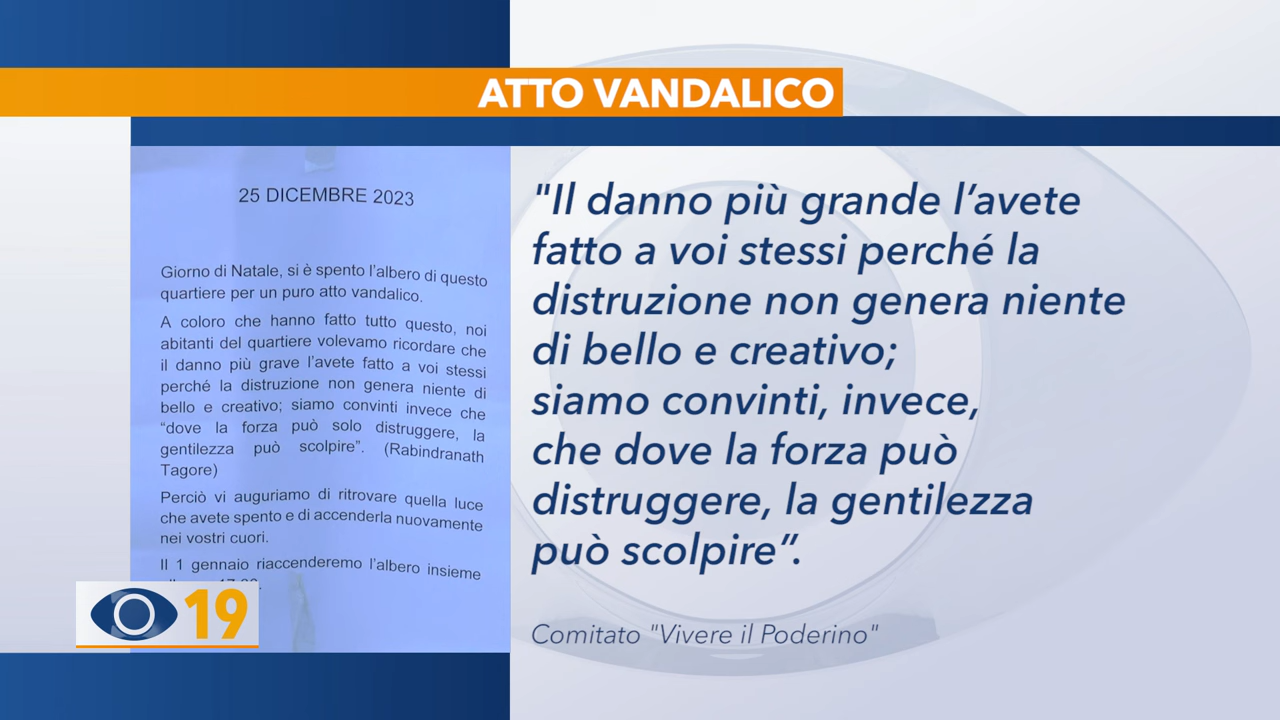 ATTO VANDALICO
25 DICEMBRE 2023
Giorno di Natale, si è spento l'albero di questo
quartiere per un puro atto vandalico.
A coloro che hanno fatto tutto questo, noi
abitanti del quartiere volevamo ricordare che
il danno più grave l'avete fatto a voi stessi
perché la distruzione non genera niente di
bello e creativo; siamo convinti invece che
“dove la forza può solo distruggere, la
gentilezza può scolpire”. (Rabindranath
Tagore)
Perciò vi auguriamo di ritrovare quella luce
che avete spento e di accenderla nuovamente
nei vostri cuori.
Il 1 gennaio riaccenderemo l'albero insieme
19
"Il danno più grande l’avete
fatto a voi stessi perché la
distruzione non genera niente
di bello e creativo;
siamo convinti, invece,
che dove la forza può
distruggere, la gentilezza
può scolpire”.
Comitato "Vivere il Poderino"